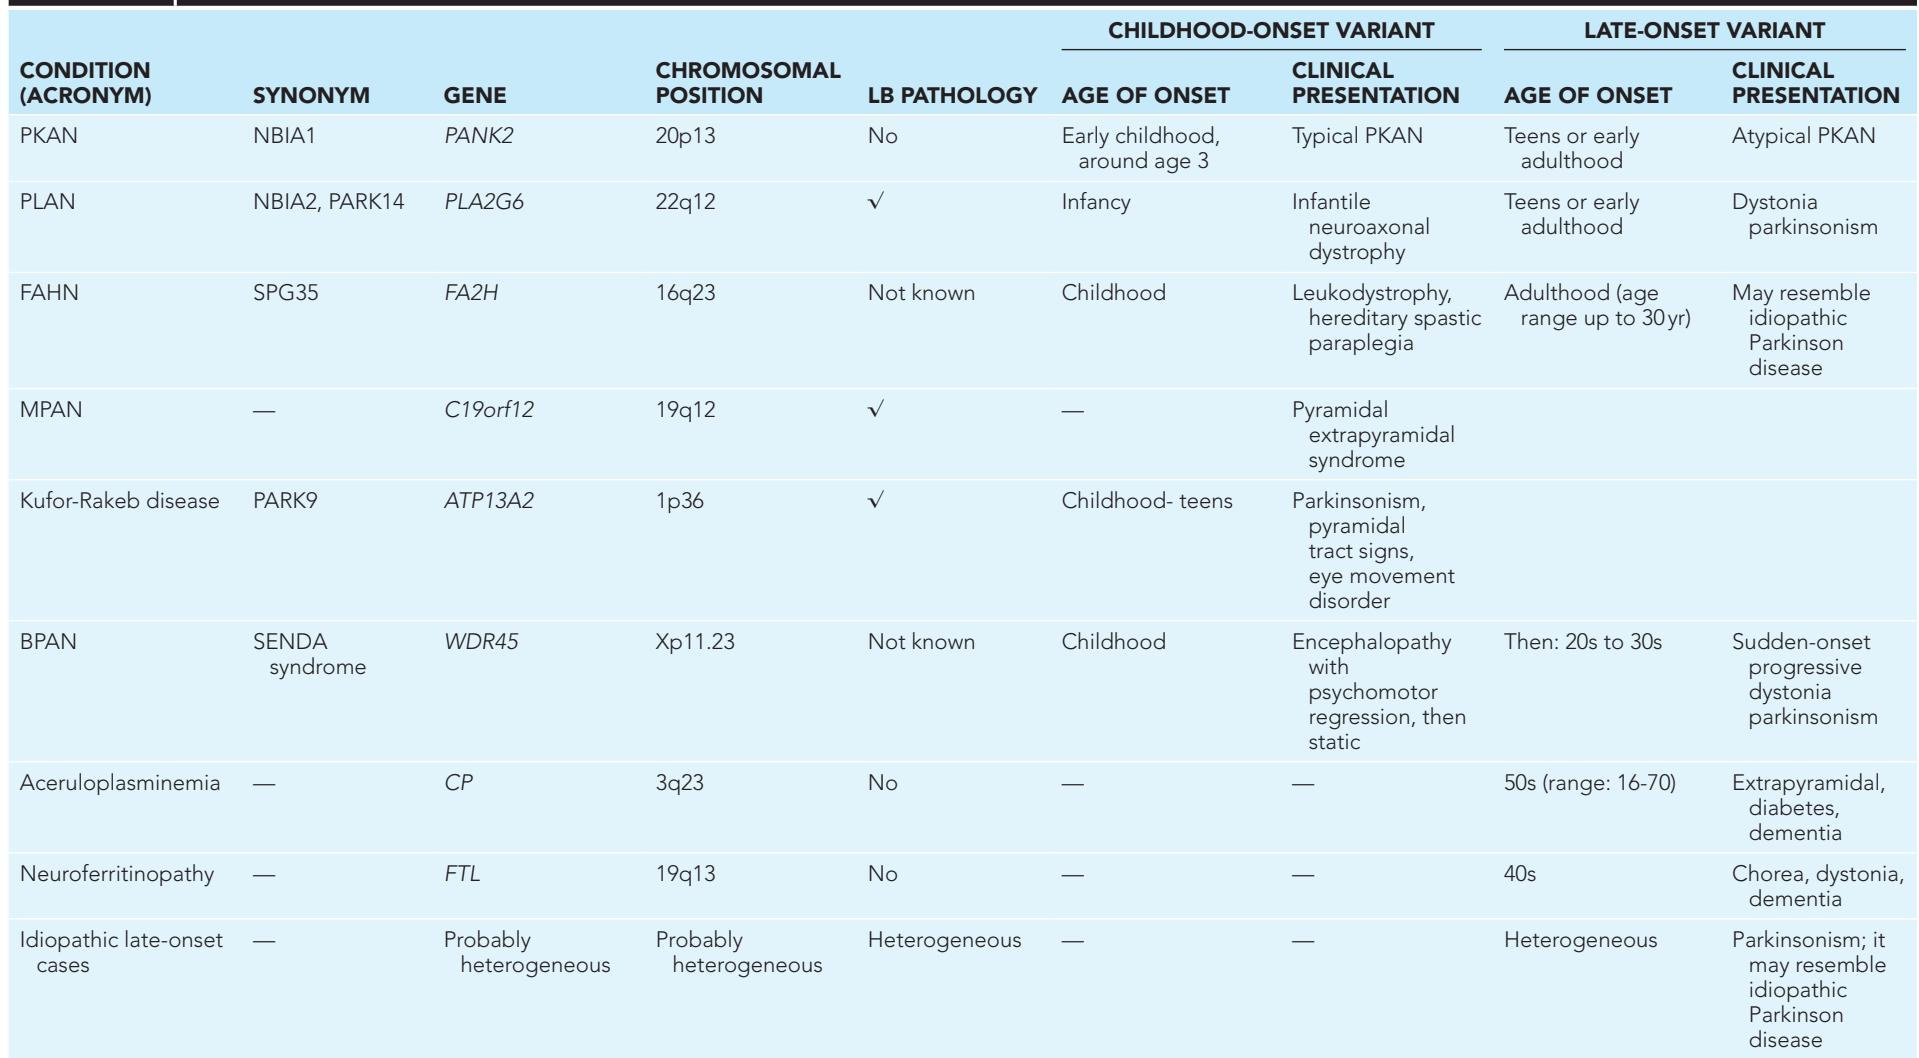 CHILDHOOD-ONSET VARIANT LATE-ONSET VARIANT
CONDITION CHROMOSOMAL CLINICAL CLINICAL
(ACRONYM) SYNONYM GENE POSITION LB PATHOLOGY AGE OF ONSET PRESENTATION AGE OF ONSET PRESENTATION
PKAN NBIA1 PANK2 20p13 No Early childhood, Typical PKAN Teens or early Atypical PKAN
around age 3 adulthood
PLAN NBIA2, PARK14 PLA2G6 22q12 √ Infancy Infantile Teens or early Dystonia
neuroaxonal adulthood parkinsonism
dystrophy
FAHN SPG35 FA2H 16q23 Not known Childhood Leukodystrophy, Adulthood (age May resemble
hereditary spastic range up to 30 yr) idiopathic
paraplegia Parkinson
disease
MPAN — C19orf12 19q12 √ — Pyramidal
extrapyramidal
syndrome
Kufor-Rakeb disease PARK9 ATP13A2 1p36 √ Childhood- teens Parkinsonism,
pyramidal
tract signs,
eye movement
disorder
BPAN SENDA WDR45 Xp11.23 Not known Childhood Encephalopathy Then: 20s to 30s Sudden-onset
syndrome with progressive
psychomotor dystonia
regression, then parkinsonism
static
Aceruloplasminemia — CP 3q23 No — — 50s (range: 16-70) Extrapyramidal,
diabetes,
dementia
Neuroferritinopathy — FTL 19q13 No — — 40s Chorea, dystonia,
dementia
Idiopathic late-onset — Probably Probably Heterogeneous — — Heterogeneous Parkinsonism; it
cases heterogeneous heterogeneous may resemble
idiopathic
Parkinson
disease